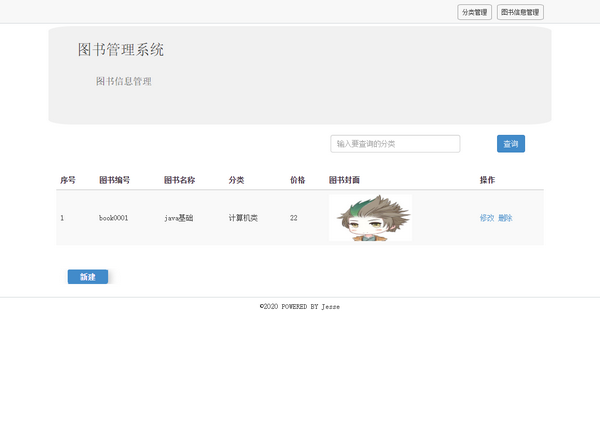 分类管理 图书信息管理
图书管理系统
图书信息管理
输入要查询的分类 查询
序号 图书编号 图书名称 分类 价格 图书封面 操作
1 book0001 java基础 计算机类 22 修改 删除
新建
©2020 POWERED BY Jesse